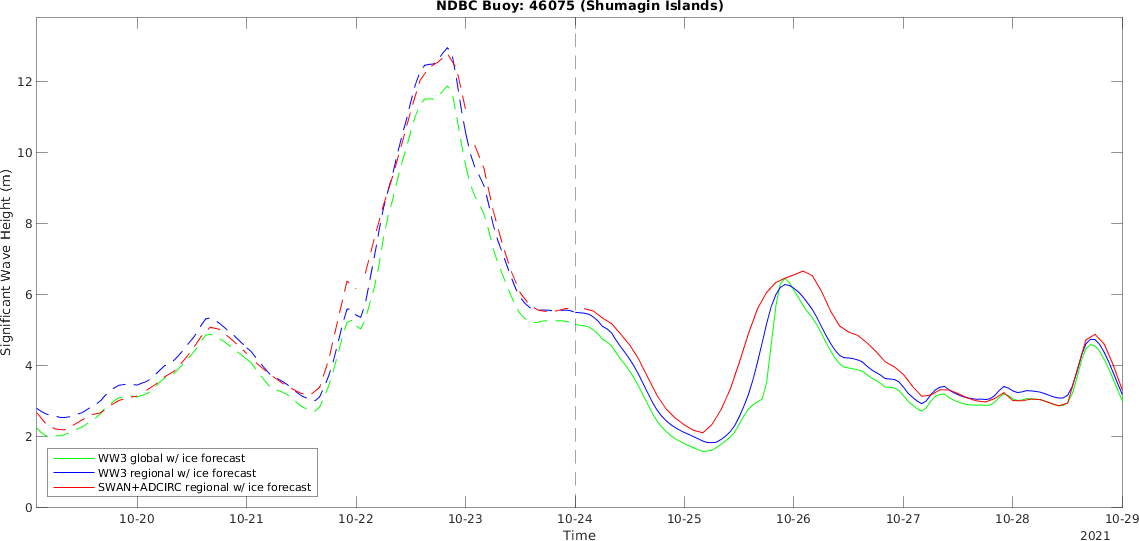 NDBC Buoy: 46075 (Shumagin Islands)
Significant Wave Height (m)
12
10
8
6
4
2
0
WW3 global w/ ice forecast
WW3 regional w/ ice forecast
SWAN+ADCIRC regional w/ ice forecast
10-20 10-21 10-22 10-23 10-24 10-25 10-26 10-27 10-28 10-29
Time
2021